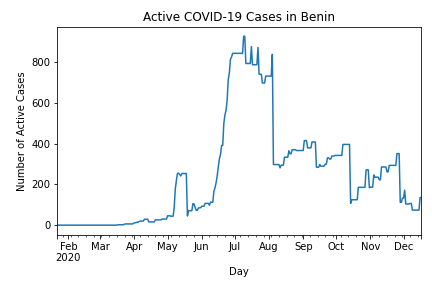 Active COVID-19 Cases in Benin
Number of Active Cases
800
600
400
200
0
Feb Mar Apr May Jun Jul Aug Sep Oct Nov Dec
2020
Day